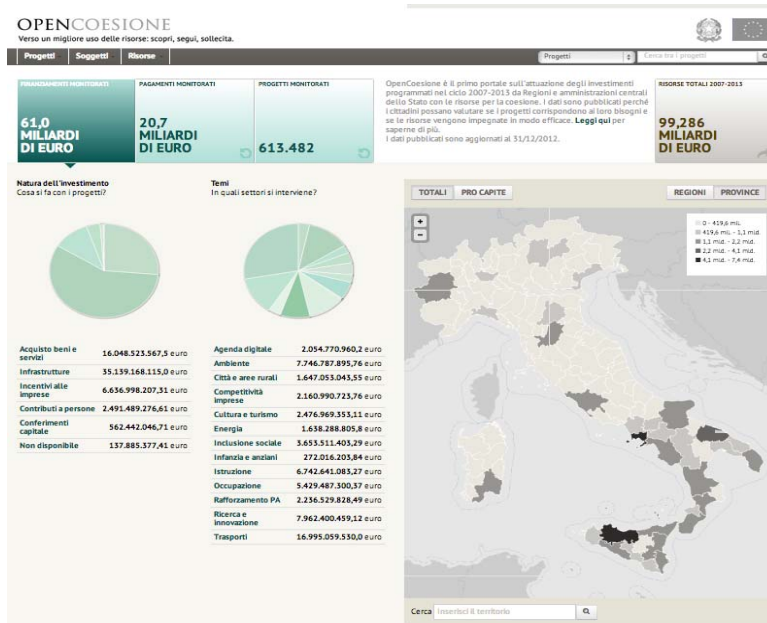 OPENCOESIONE
Verso un migliore uso delle risorse: scopri, segui, sollecita.
Progetti Soggetti Risorse
Progetti
Cerca tra i progetti
FINANZIAMENTI MONITORATI
61,0
MILIARDI
DI EURO
PAGAMENTI MONITORATI
20,7
MILIARDI
DI EURO
PROGETTI MONITORATI
613.482
OpenCoesione è il primo portale sull'attuazione degli investimenti
programmati nel ciclo 2007-2013 da Regioni e amministrazioni centrali
dello Stato con le risorse per la coesione. I dati sono pubblicati perché
i cittadini possano valutare se i progetti corrispondono ai loro bisogni e
se le risorse vengono impegnate in modo efficace. Leggi qui per
saperne di più.
I dati pubblicati sono aggiornati al 31/12/2012.
RISORSE TOTALI 2007-2013
99,286
MILIARDI
DI EURO
Natura dell'investimento
Cosa si fa con i progetti?
Acquisto beni e
servizi 16.048.523.567,5 euro
Infrastrutture 35.139.168.115,0 euro
Incentivi alle
imprese 6.636.998.207,31 euro
Contributi a persone 2.491.489.276,61 euro
Conferimenti
capitale 562.442.046,71 euro
Non disponibile 137.885.377,41 euro
Temi
In quali settori si interviene?
Agenda digitale 2.054.770.960,2 euro
Ambiente 7.746.787.895,76 euro
Città e aree rurali 1.647.053.043,55 euro
Competitività
imprese 2.160.990.723,76 euro
Cultura e turismo 2.476.969.353,11 euro
Energia 1.638.288.805,8 euro
Inclusione sociale 3.653.511.403,29 euro
Infanzia e anziani 272.016.203,84 euro
Istruzione 6.742.641.083,27 euro
Occupazione 5.429.487.300,37 euro
Rafforzamento PA 2.236.529.828,49 euro
Ricerca e
innovazione 7.962.400.459,12 euro
Trasporti 16.995.059.530,0 euro
TOTALI PRO CAPITE
REGIONI PROVINCE
+
-
0 - 419,6 mil.
419,6 mil. - 1,1 mld.
1,1 mld. - 2,2 mld.
2,2 mld. - 4,1 mld.
4,1 mld. - 7,4 mld.
Cerca Inserisci il territorio